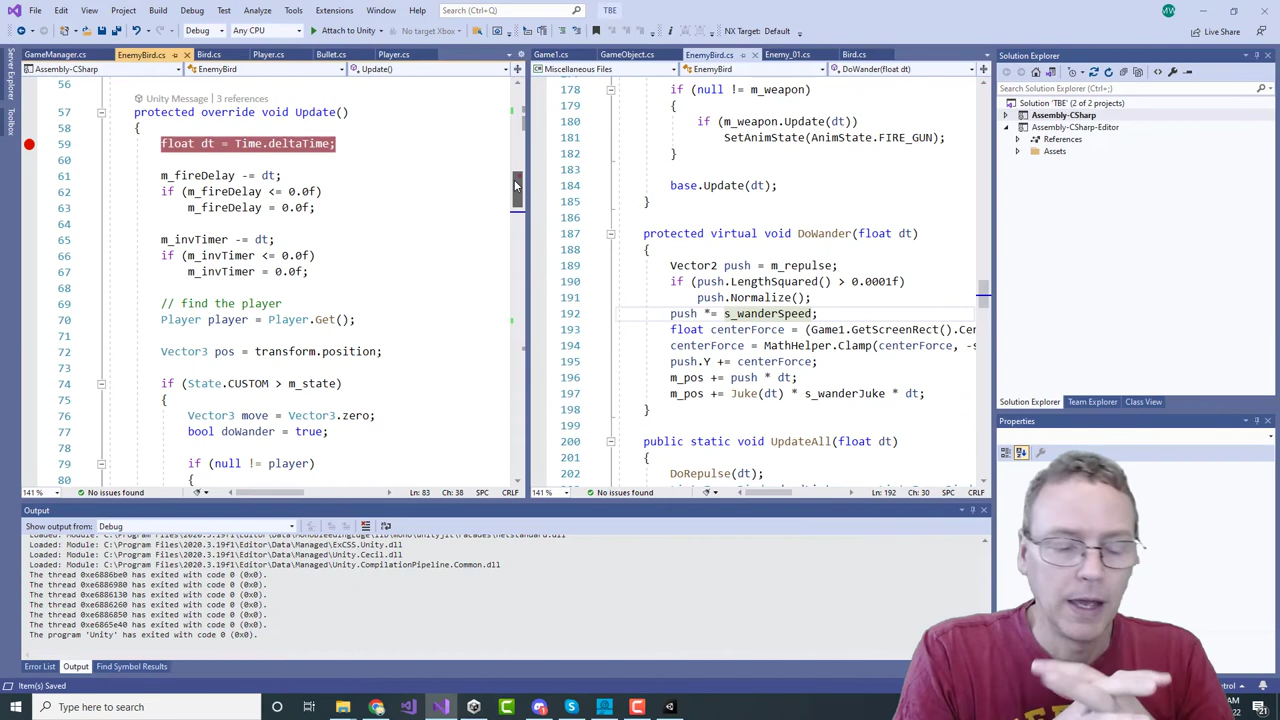 File Edit View Git Project Build Debug Test Analyze Tools Extensions Window Help Search (Ctrl+Q) TBE MW
Debug Any CPU Attach to Unity No remote Xbox NX Target: Default Live Share
GameManager.cs EnemyBird.cs Bird.cs Player.cs Bullet.cs Player.cs Game1.cs GameObject.cs EnemyBird.cs Enemy_01.cs Bird.cs
Assembly-CSharp EnemyBird Update() Miscellaneous Files EnemyBird DoWander(float dt)
Server Explorer
Toolbox
56
Unity Message | 3 references
57 protected override void Update()
58 {
59 float dt = Time.deltaTime;
60
61 m_fireDelay -= dt;
62 if (m_fireDelay <= 0.0f)
63 m_fireDelay = 0.0f;
64
65 m_invTimer -= dt;
66 if (m_invTimer <= 0.0f)
67 m_invTimer = 0.0f;
68
69 // find the player
70 Player player = Player.Get();
71
72 Vector3 pos = transform.position;
73
74 if (State.CUSTOM > m_state)
75 {
76 Vector3 move = Vector3.zero;
77 bool doWander = true;
78
79 if (null != player)
80 {
141 % No issues found Ln: 83 Ch: 38 SPC CRLF
178 if (null != m_weapon)
179 {
180 if (m_weapon.Update(dt))
181 SetAnimState(AnimState.FIRE_GUN);
182 }
183
184 base.Update(dt);
185 }
186
187 protected virtual void DoWander(float dt)
188 {
189 Vector2 push = m_repulse;
190 if (push.LengthSquared() > 0.0001f)
191 push.Normalize();
192 push *= s_wanderSpeed;
193 float centerForce = (Game1.GetScreenRect().Cen
194 centerForce = MathHelper.Clamp(centerForce, -s
195 push.Y += centerForce;
196 m_pos += push * dt;
197 m_pos += Juke(dt) * s_wanderJuke * dt;
198 }
199
200 public static void UpdateAll(float dt)
201 {
202 DoRepulse(dt);
141 % No issues found Ln: 192 Ch: 30 SPC CRLF
Solution Explorer
Search Solution Explorer (Ctrl+;)
Solution 'TBE' (2 of 2 projects)
Assembly-CSharp
Assembly-CSharp-Editor
References
Assets
Solution Explorer Team Explorer Class View
Properties
Output
Show output from: Debug
Loaded: Module: C:\Program Files\2020.3.19f1\Editor\Data\Managed\ExCSS.Unity.dll
Loaded: Module: C:\Program Files\2020.3.19f1\Editor\Data\Managed\Unity.Cecil.dll
Loaded: Module: C:\Program Files\2020.3.19f1\Editor\Data\Managed\Unity.CompilationPipeline.Common.dll
The thread 0xe6886be0 has exited with code 0 (0x0).
The thread 0xe6886980 has exited with code 0 (0x0).
The thread 0xe6886130 has exited with code 0 (0x0).
The thread 0xe6886260 has exited with code 0 (0x0).
The thread 0xe6886850 has exited with code 0 (0x0).
The thread 0xe6865e40 has exited with code 0 (0x0).
The program 'Unity' has exited with code 0 (0x0).
Error List Output Find Symbol Results
Item(s) Saved
Type here to search